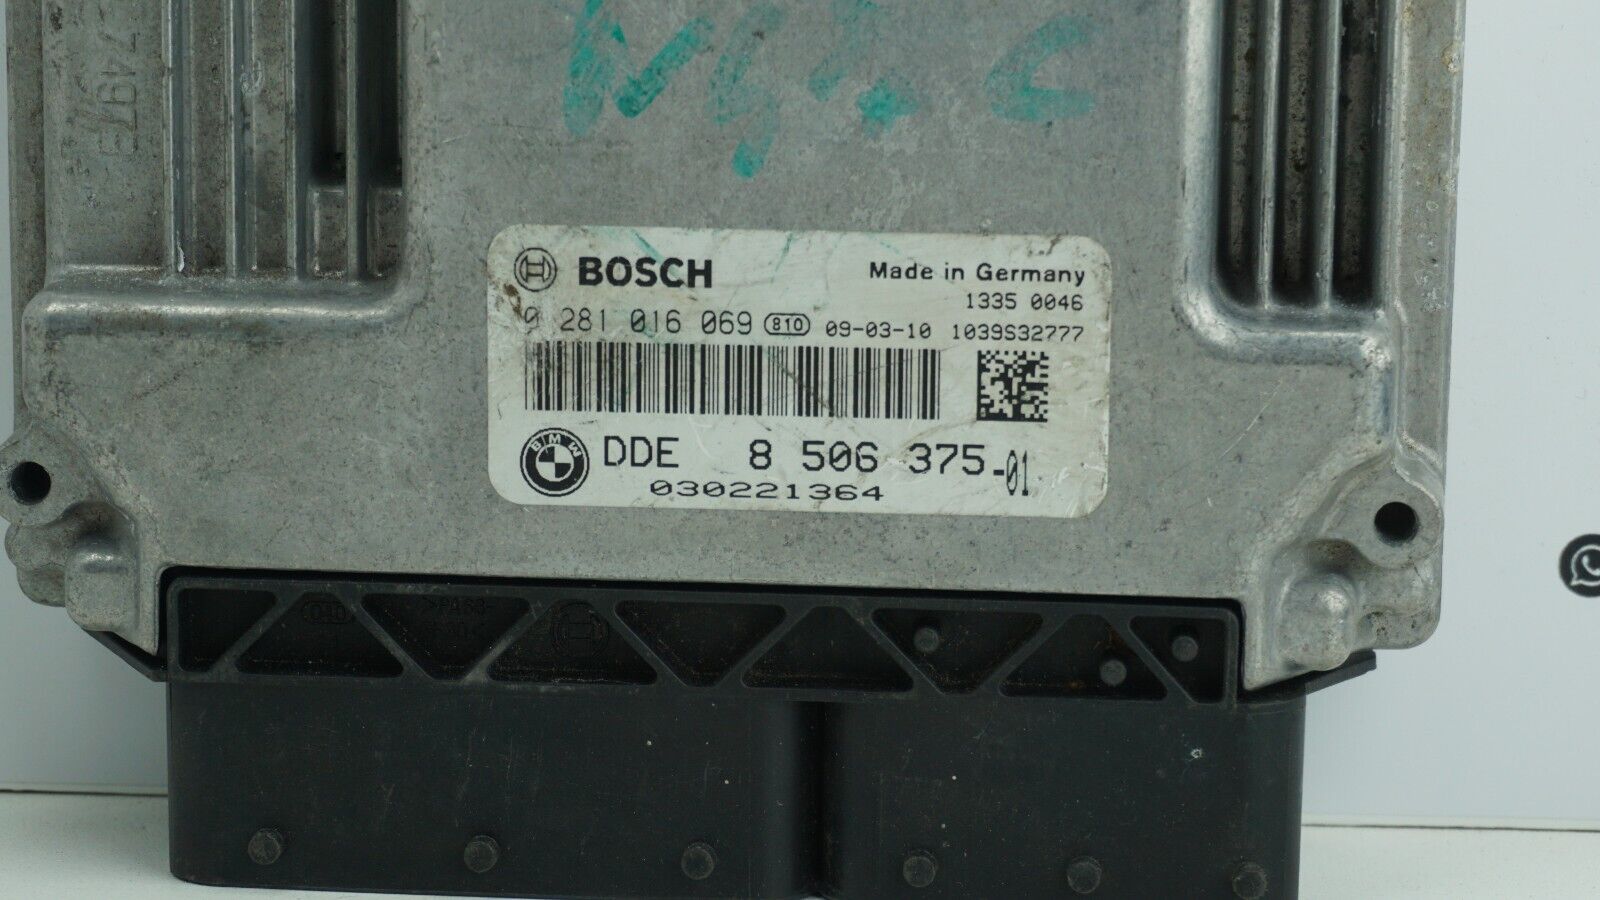 BOSCH
Made in Germany
1335 0046
0 281 016 069 810 09-03-10 1039S32777
BMW
DDE 8 506 375-01
030221364